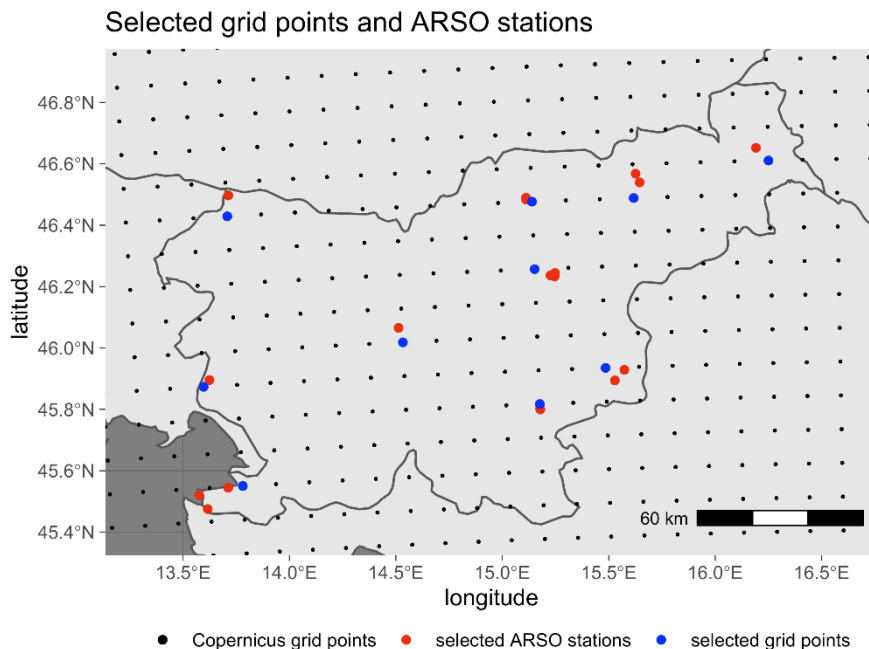 Selected grid points and ARSO stations
46.8°N
46.6°N
46.4°N
46.2°N
46.0°N
45.8°N
45.6°N
45.4°N
latitude
60 km
13.5°E 14.0°E 14.5°E 15.0°E 15.5°E 16.0°E 16.5°E
longitude
Copernicus grid points selected ARSO stations selected grid points